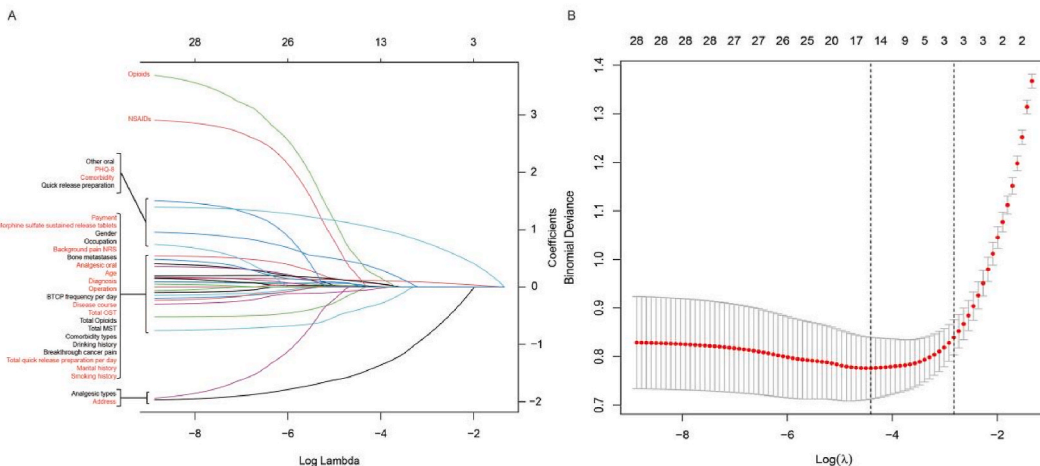 A
28 26 13 3
Opioids
NSAIDs
Other oral
PHQ-8
Comorbidity
Quick release preparation
Payment
Morphine sulfate sustained release tablets
Gender
Occupation
Background pain NRS
Bone metastases
Analgesic oral
Age
Diagnosis
Operation
BTCP frequency per day
Disease course
Total OST
Total Opioids
Total MST
Comorbidity types
Drinking history
Breakthrough cancer pain
Total quick release preparation per day
Marital history
Smoking history
Analgesic types
Address
3
2
1
0
−1
−2
Coefficients
−8 −6 −4 −2
Log Lambda
B
28 28 28 28 27 27 26 25 20 17 14 9 5 3 3 3 2 2
1.4
1.3
1.2
1.1
1.0
0.9
0.8
0.7
Binomial Deviance
−8 −6 −4 −2
Log(λ)